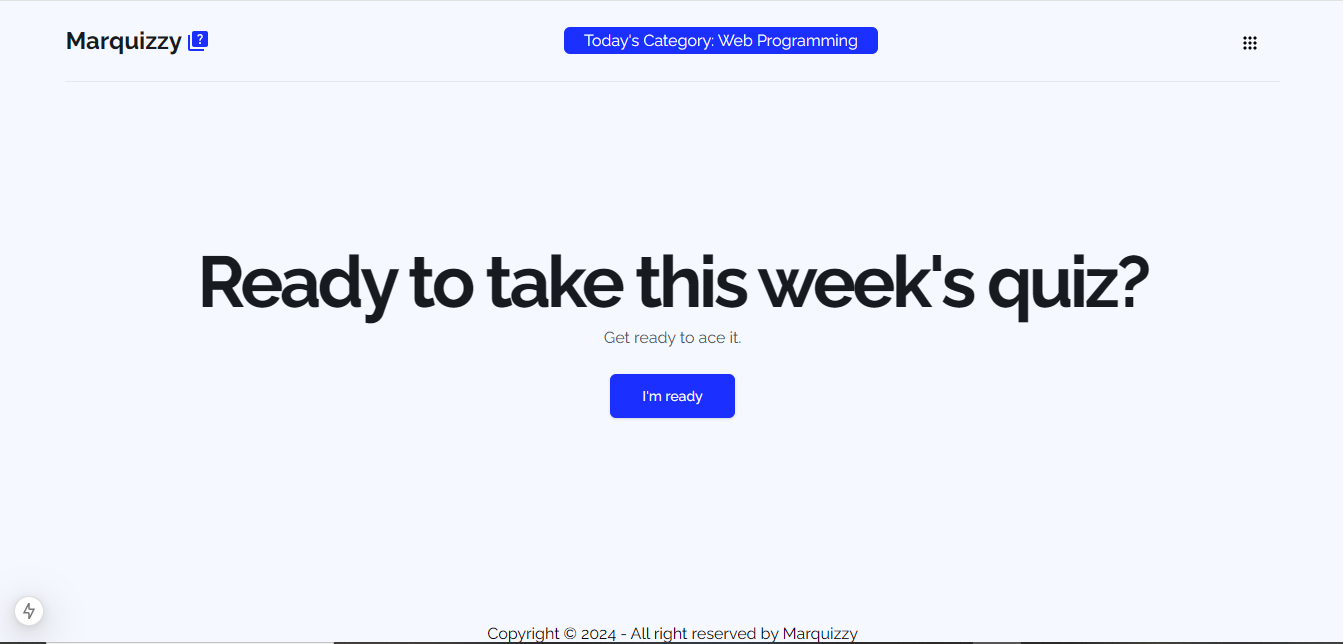 Marquizzy ?
Today's Category: Web Programming
Ready to take this week's quiz?
Get ready to ace it.
I'm ready
Copyright © 2024 - All right reserved by Marquizzy